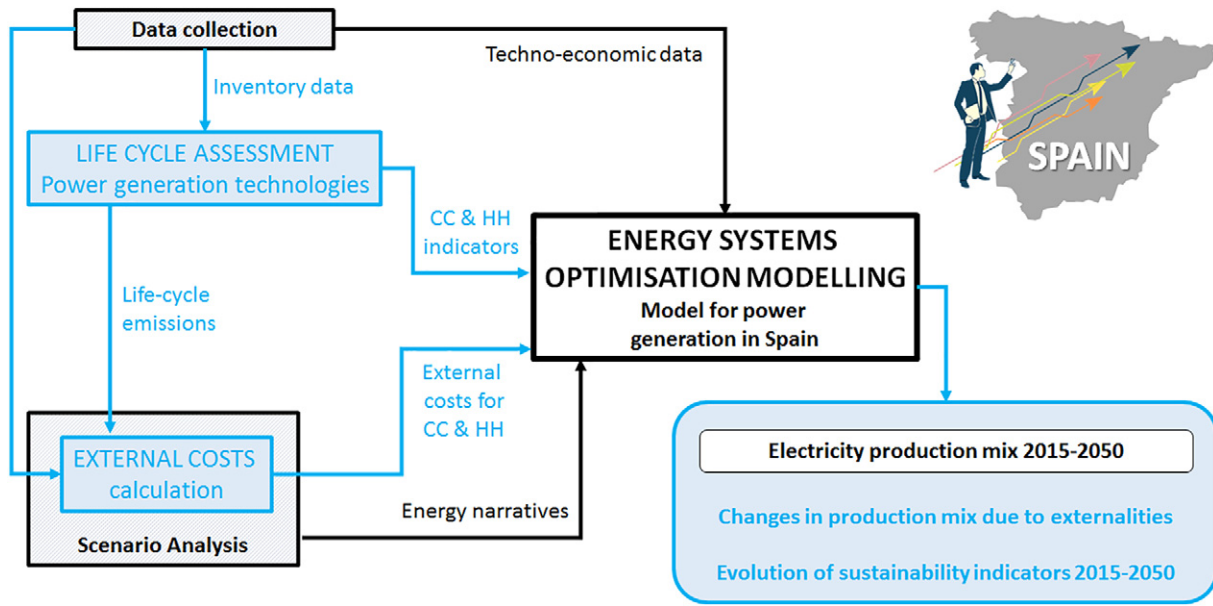 Data collection
Techno-economic data
Inventory data
LIFE CYCLE ASSESSMENT
Power generation technologies
SPAIN
CC & HH
indicators
ENERGY SYSTEMS
OPTIMISATION MODELLING
Model for power
generation in Spain
Life-cycle
emissions
External
costs for
CC & HH
EXTERNAL COSTS
calculation
Scenario Analysis
Energy narratives
Electricity production mix 2015-2050
Changes in production mix due to externalities
Evolution of sustainability indicators 2015-2050